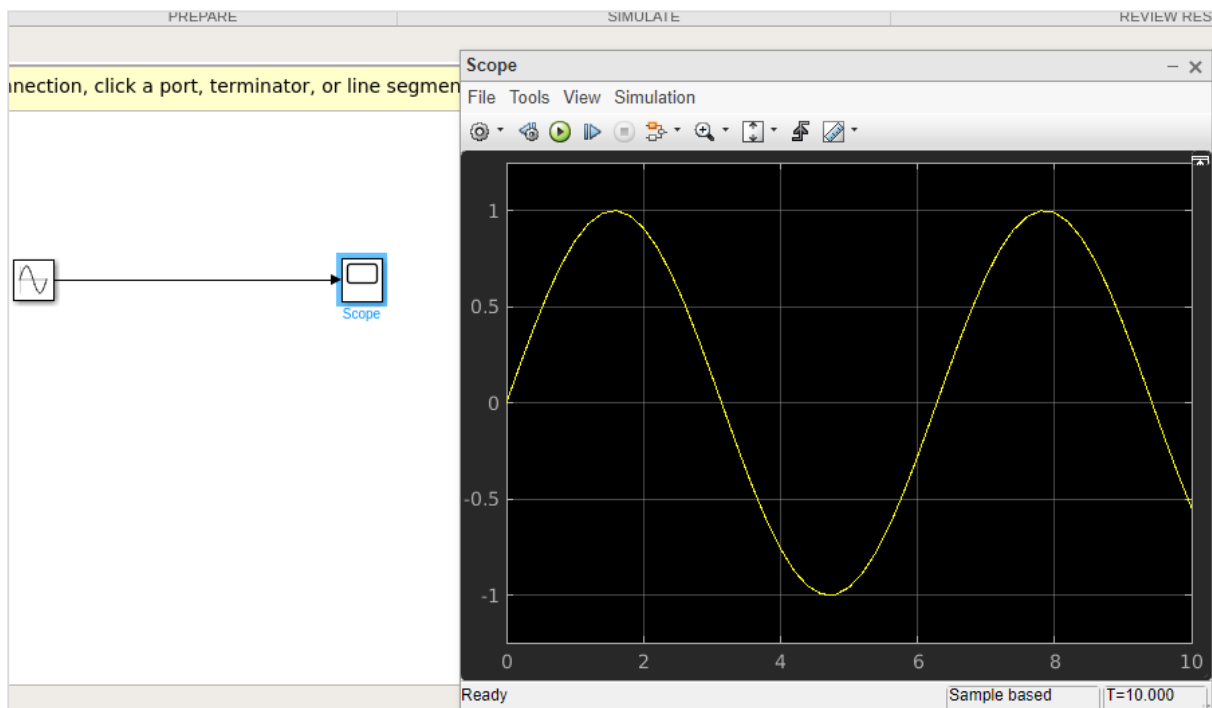 PREPARE SIMULATE REVIEW RES
nnection, click a port, terminator, or line segmen
Scope
Scope
File Tools View Simulation
1
0.5
0
-0.5
-1
0 2 4 6 8 10
Ready Sample based T=10.000